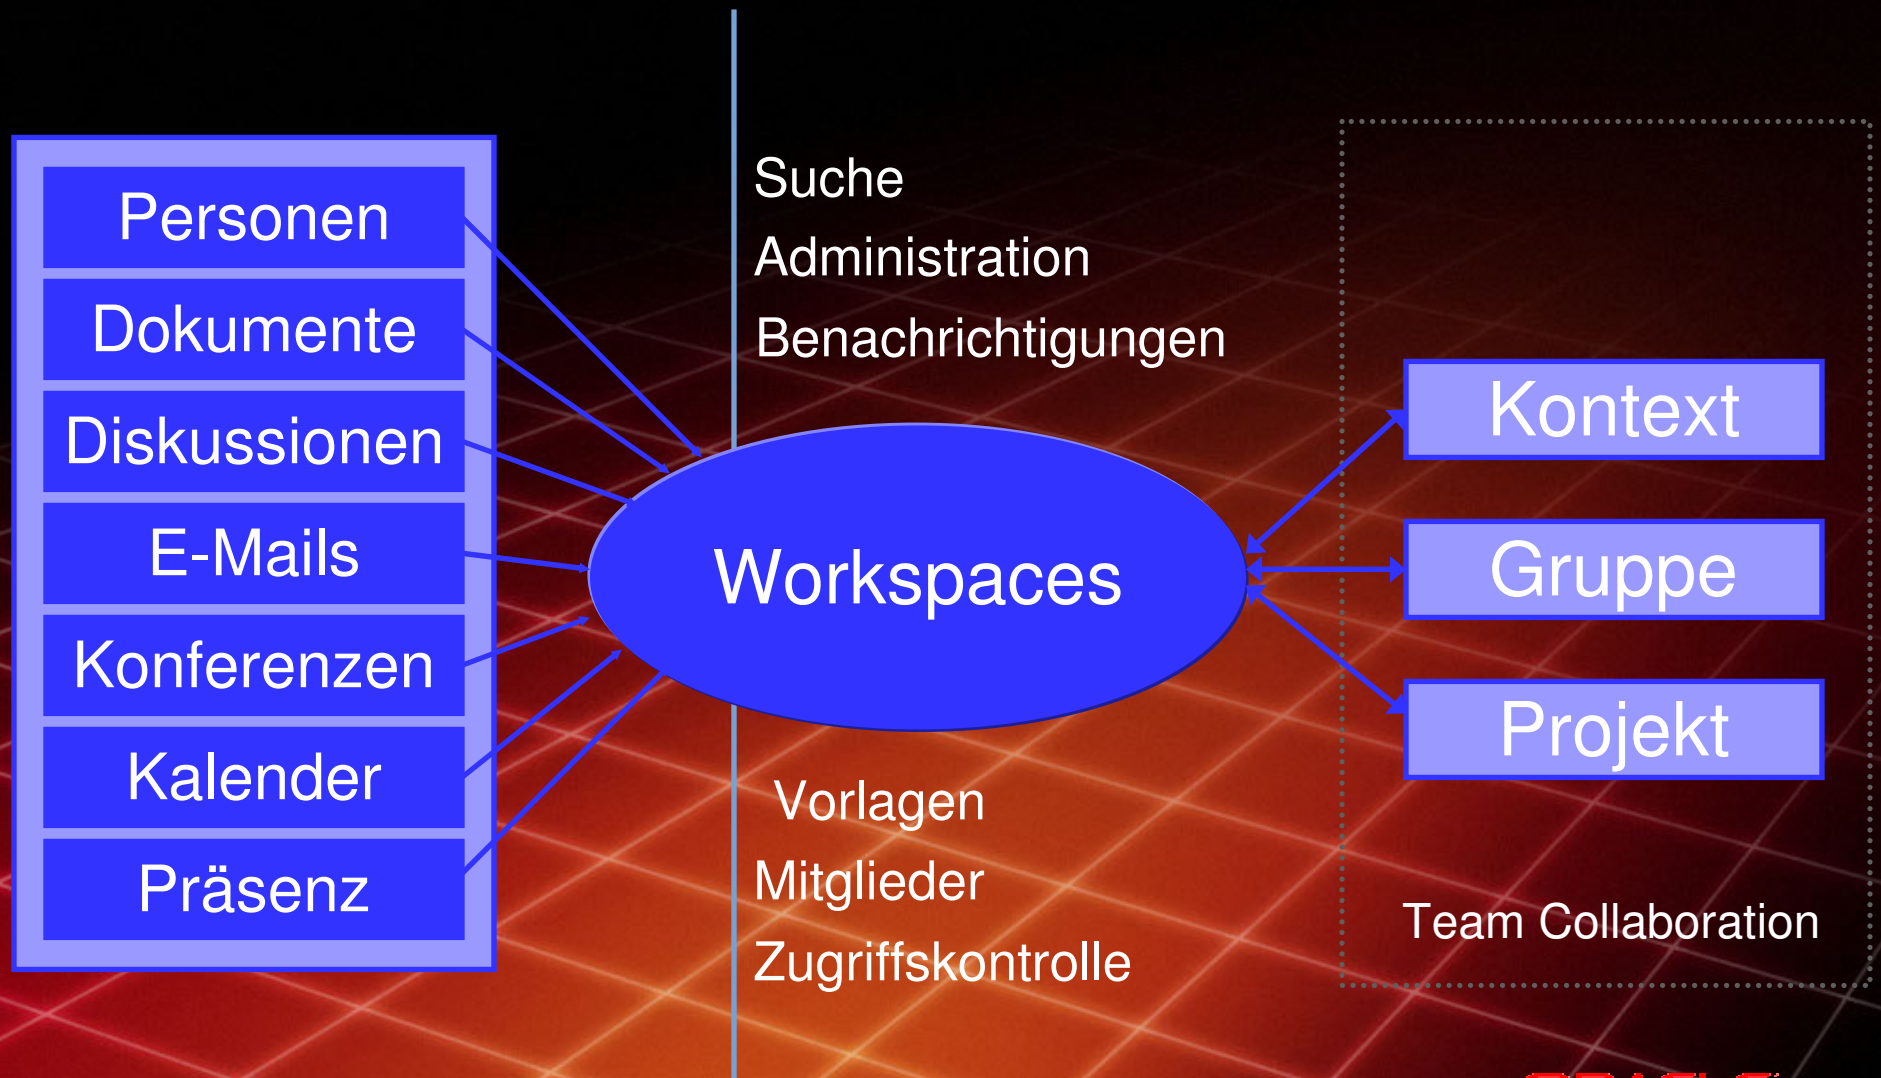 Personen
Dokumente
Diskussionen
E-Mails
Konferenzen
Kalender
Präsenz
Suche
Administration
Benachrichtigungen
Workspaces
Vorlagen
Mitglieder
Zugriffskontrolle
Kontext
Gruppe
Projekt
Team Collaboration